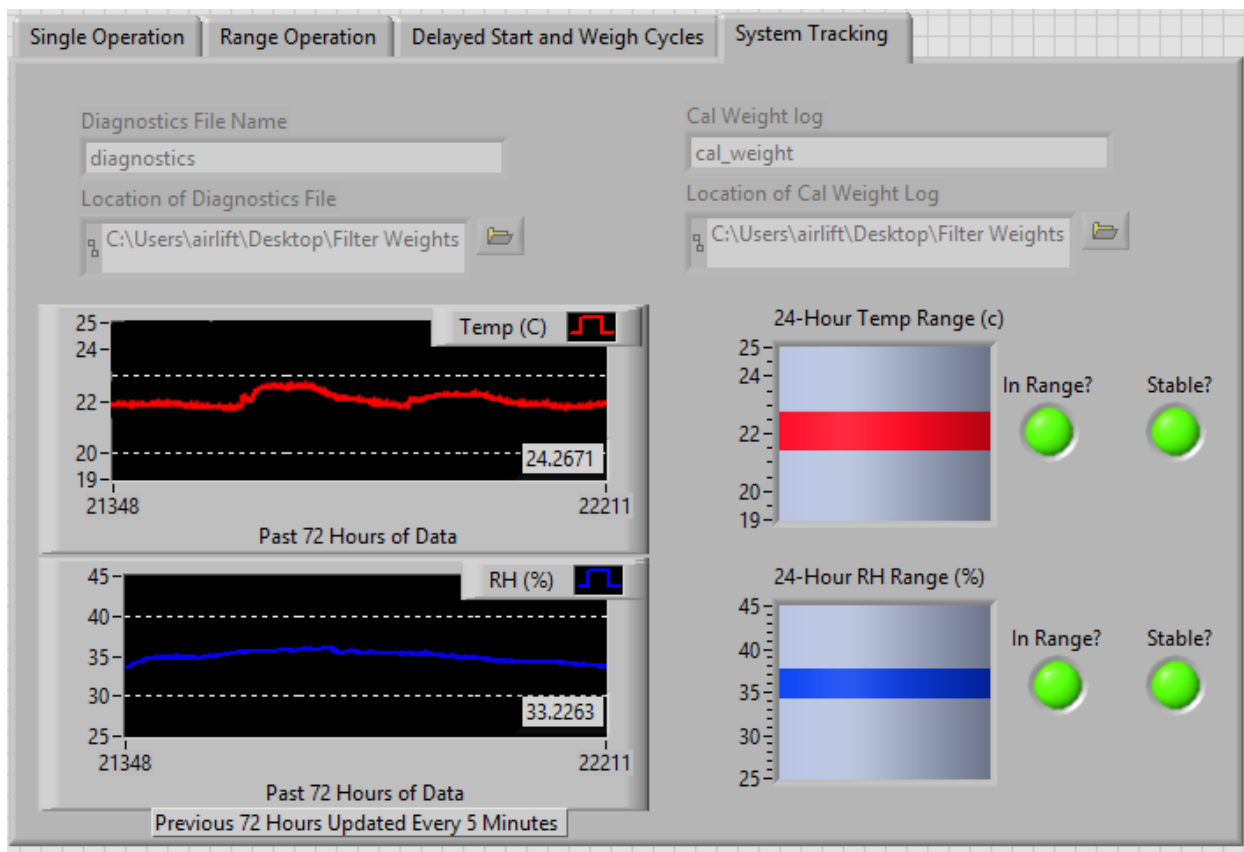 Single Operation
Range Operation
Delayed Start and Weigh Cycles
System Tracking
Diagnostics File Name
diagnostics
Location of Diagnostics File
C:\Users\airlift\Desktop\Filter Weights
Cal Weight log
cal_weight
Location of Cal Weight Log
C:\Users\airlift\Desktop\Filter Weights
Temp (C)
25
24
22
20
19
24.2671
21348
22211
Past 72 Hours of Data
24-Hour Temp Range (c)
25
24
22
20
19
In Range?
Stable?
RH (%)
45
40
35
30
25
33.2263
21348
22211
Past 72 Hours of Data
Previous 72 Hours Updated Every 5 Minutes
24-Hour RH Range (%)
45
40
35
30
25
In Range?
Stable?